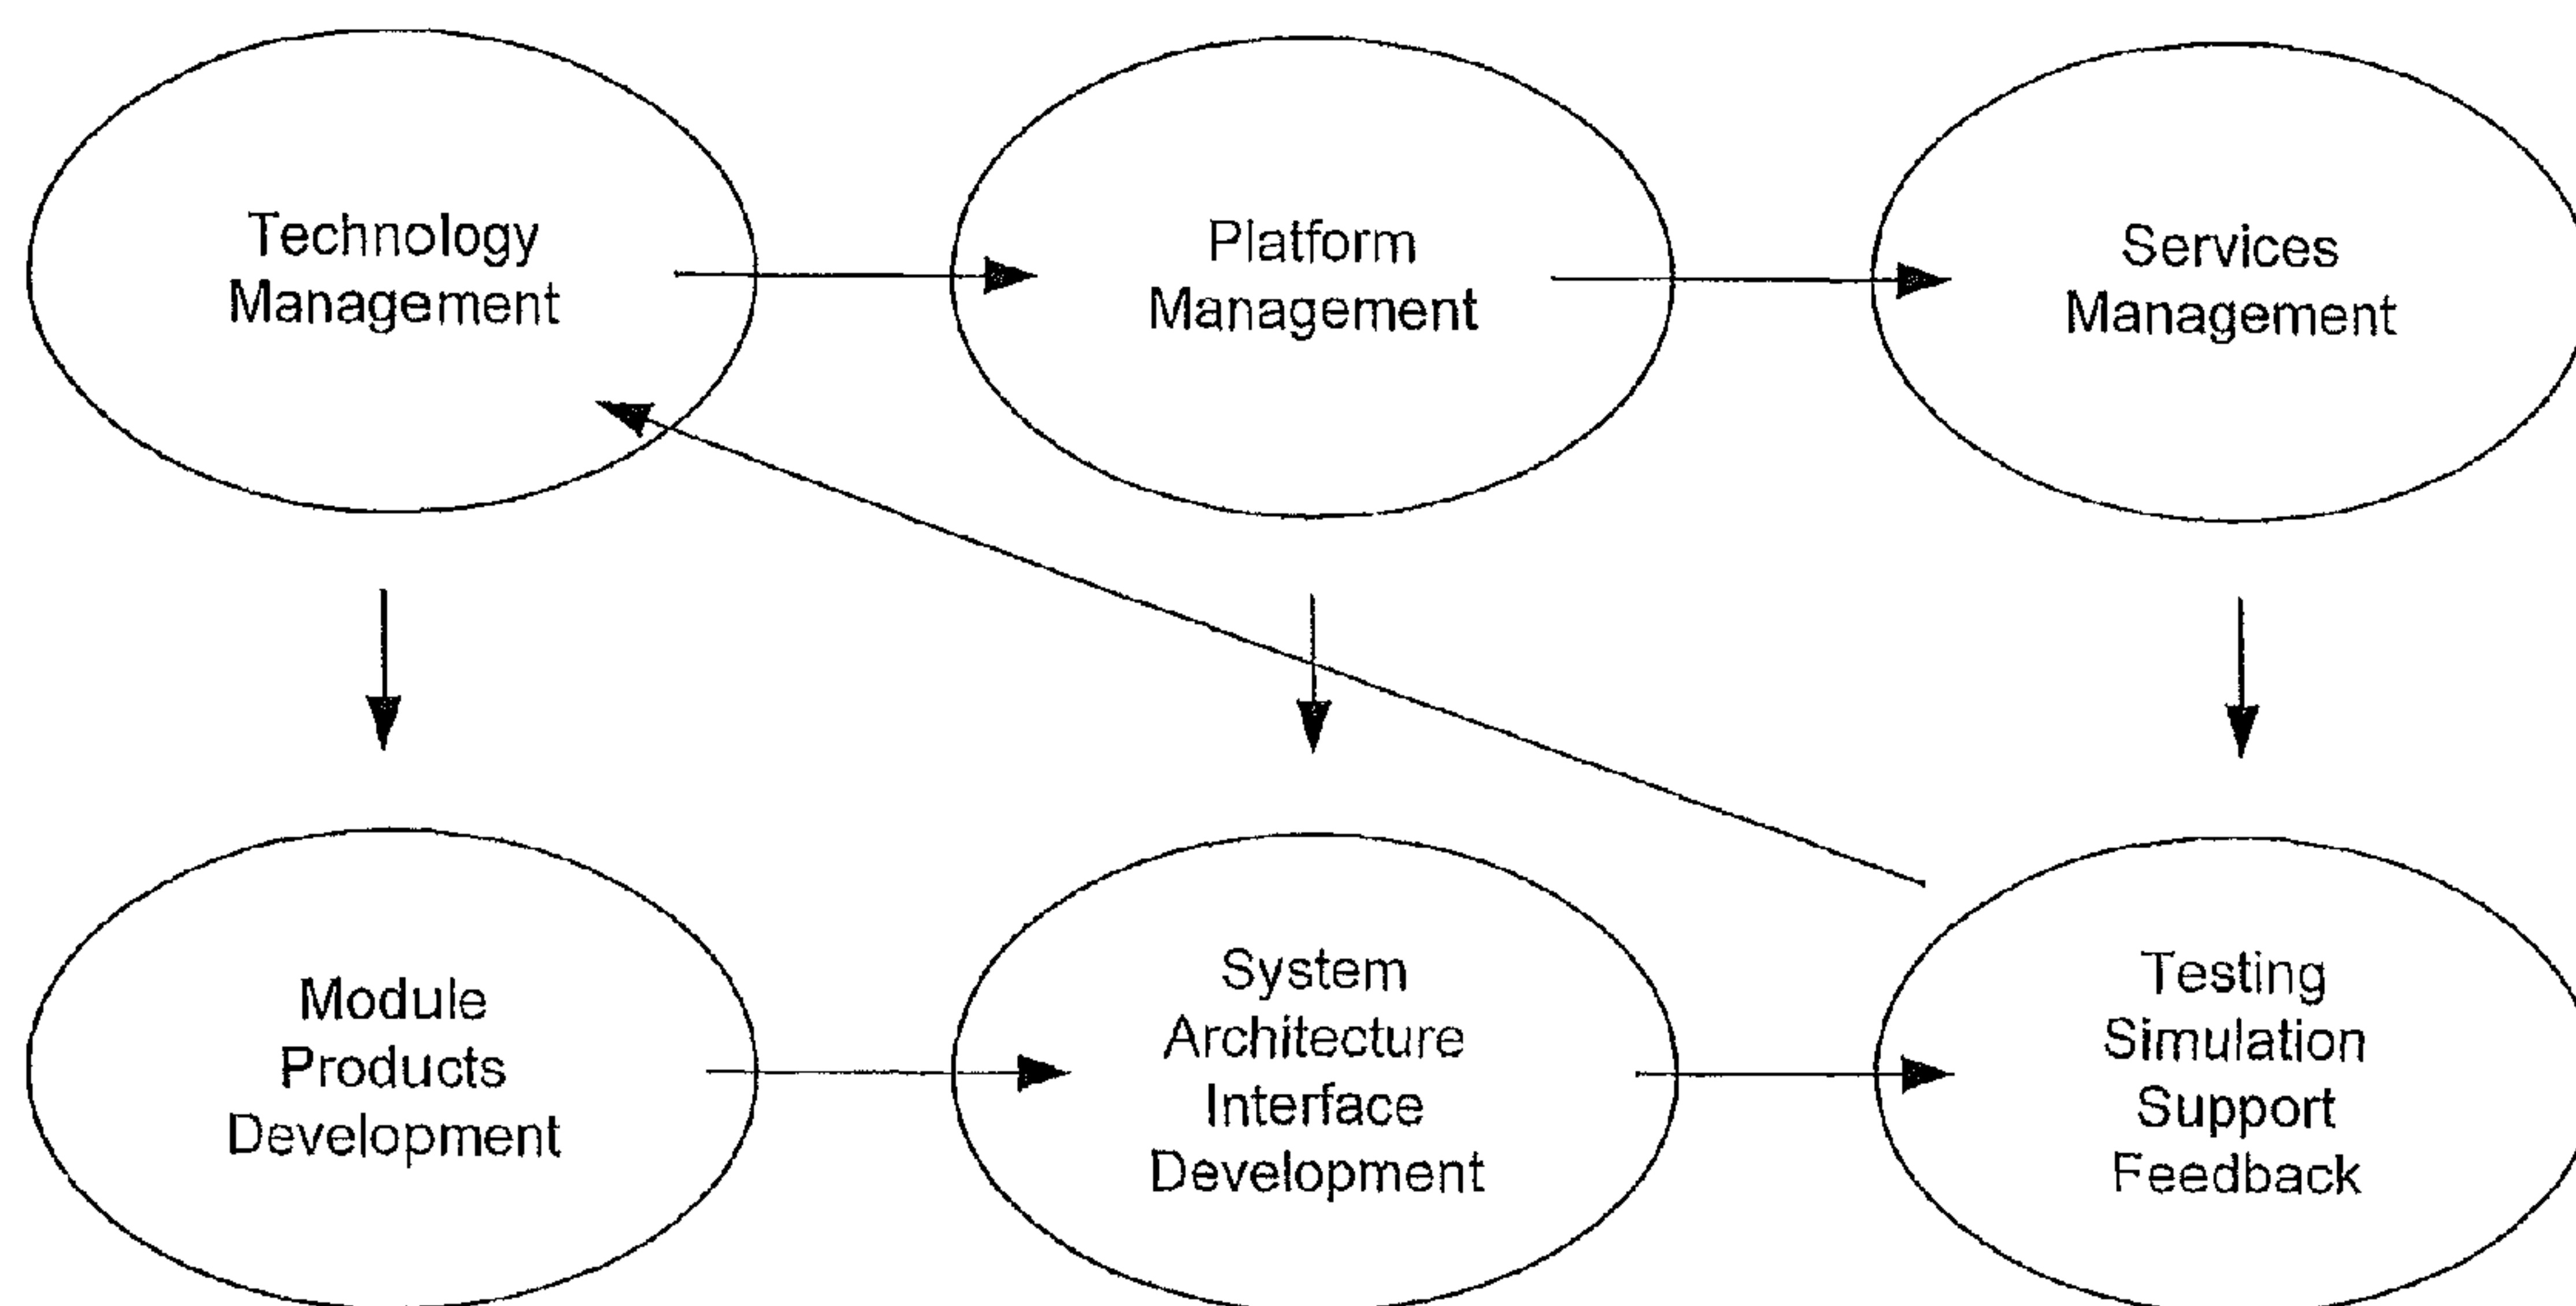 Technology
Management
Platform
Management
Services
Management
Module
Products
Development
System
Architecture
Interface
Development
Testing
Simulation
Support
Feedback